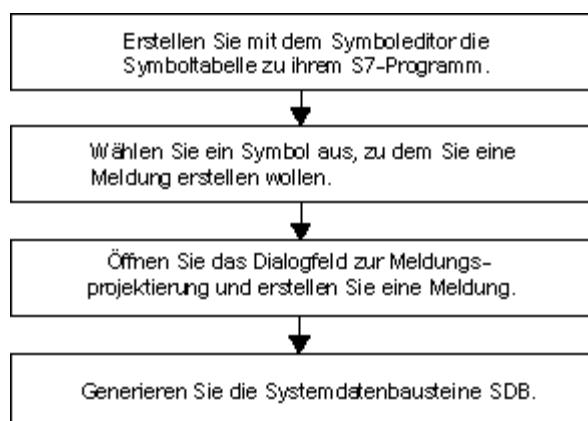 Erstellen Sie mit dem Symboleditor die
Symboltabelle zu ihrem S7-Programm.
Wählen Sie ein Symbol aus, zu dem Sie eine
Meldung erstellen wollen.
Öffnen Sie das Dialogfeld zur Meldungs-
projektierung und erstellen Sie eine Meldung.
Generieren Sie die Systemdatenbausteine SDB.